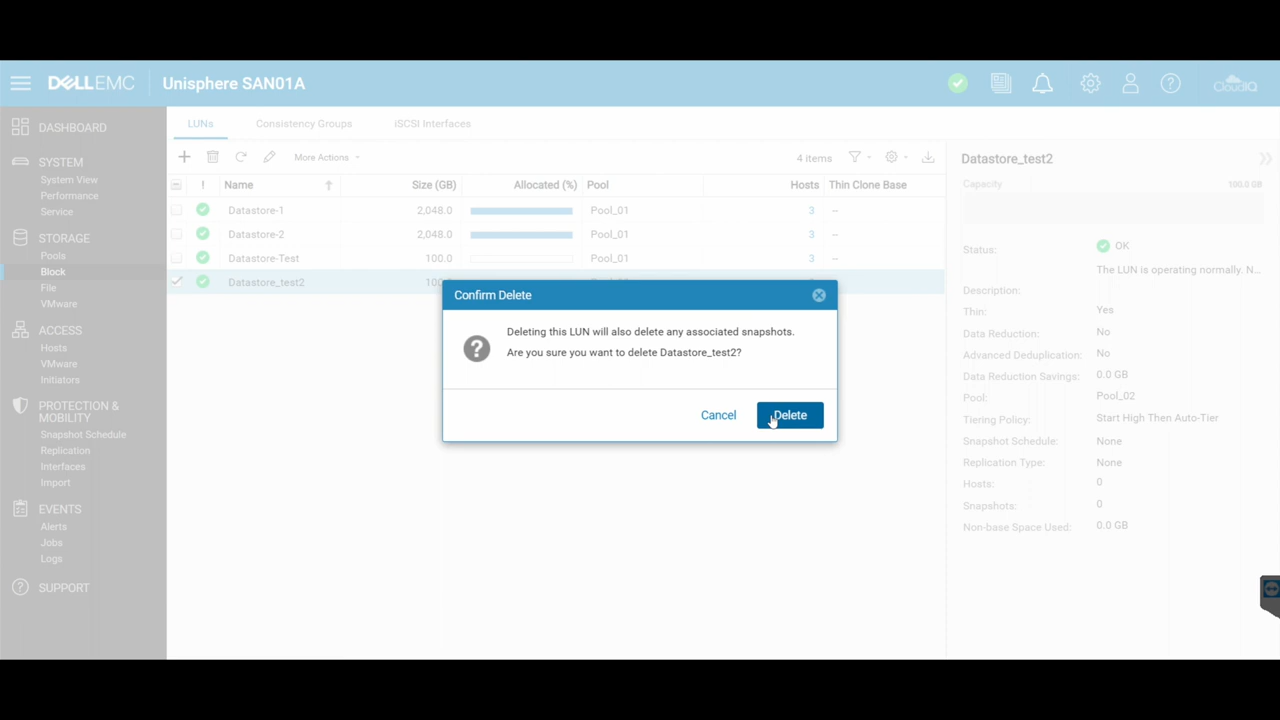 DELLEMC
Unisphere SAN01A
CloudIQ
DASHBOARD
SYSTEM
System View
Performance
Service
STORAGE
Pools
Block
File
VMware
ACCESS
Hosts
VMware
Initiators
PROTECTION &
MOBILITY
Snapshot Schedule
Replication
Interfaces
Import
EVENTS
Alerts
Jobs
Logs
SUPPORT
LUNs Consistency Groups iSCSI Interfaces
More Actions 4 items
! Name Size (GB) Allocated (%) Pool Hosts Thin Clone Base
Datastore-1 2,048.0 Pool_01 3 --
Datastore-2 2,048.0 Pool_01 3 --
Datastore-Test 100.0 Pool_01 3 --
Datastore_test2
Confirm Delete
Deleting this LUN will also delete any associated snapshots.
Are you sure you want to delete Datastore_test2?
Cancel Delete
Datastore_test2
Capacity 100.0 GB
Status: OK
The LUN is operating normally. N...
Description:
Thin: Yes
Data Reduction: No
Advanced Deduplication: No
Data Reduction Savings: 0.0 GB
Pool: Pool_02
Tiering Policy: Start High Then Auto-Tier
Snapshot Schedule: None
Replication Type: None
Hosts: 0
Snapshots: 0
Non-base Space Used: 0.0 GB